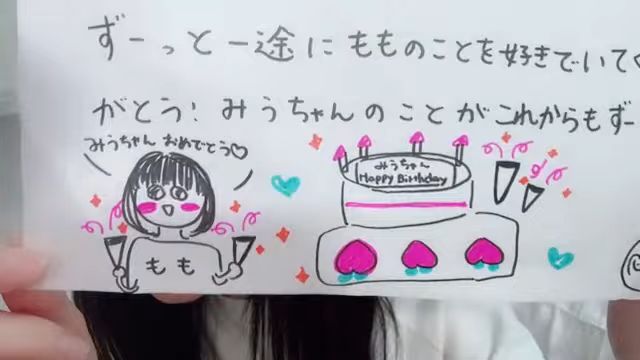 ずーっと一途にもものことを好きでいてく
がとう！みうちゃんのことがこれからもずー
みうちゃん おめでとう♡
みうちゃん
Happy Birthday
もも